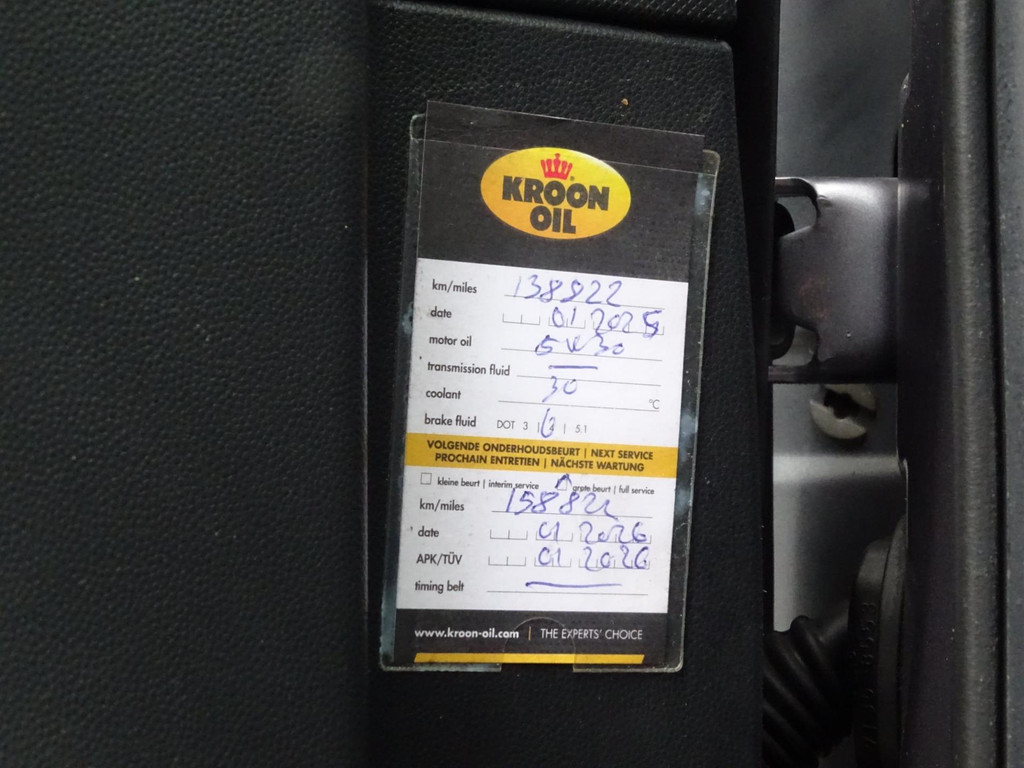 KROON
OIL
km/miles 138822
date 01 2025
motor oil 5W30
transmission fluid —
coolant 30 °C
brake fluid DOT 3 | 4 | 5.1
VOLGENDE ONDERHOUDSBEURT | NEXT SERVICE
PROCHAIN ENTRETIEN | NÄCHSTE WARTUNG
kleine beurt | interim service grote beurt | full service
km/miles 158822
date 01 2026
APK/TÜV 01 2026
timing belt —
www.kroon-oil.com | THE EXPERTS' CHOICE